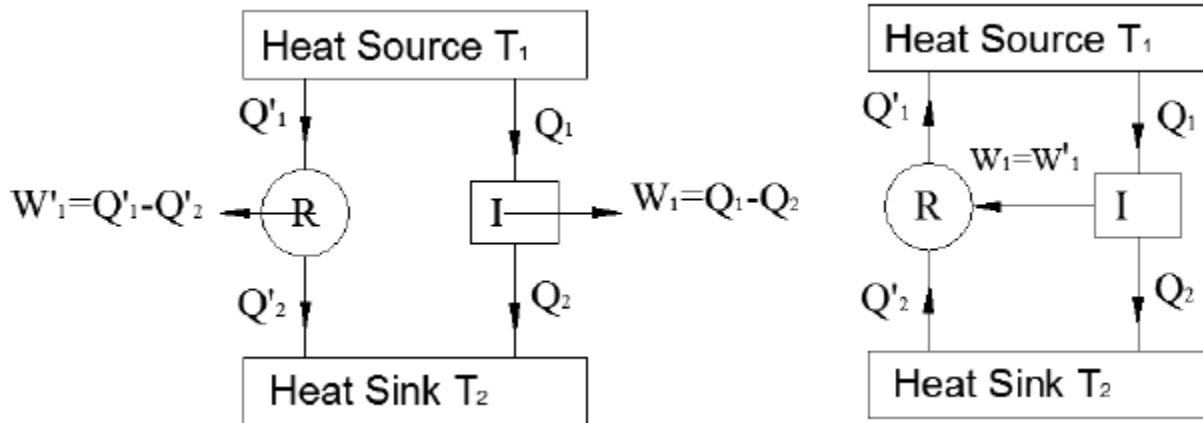 Heat Source T₁
Q'₁
Q₁
W'₁=Q'₁-Q'₂
R
I
W₁=Q₁-Q₂
Q'₂
Q₂
Heat Sink T₂
Heat Source T₁
Q'₁
Q₁
W₁=W'₁
R
I
Q'₂
Q₂
Heat Sink T₂